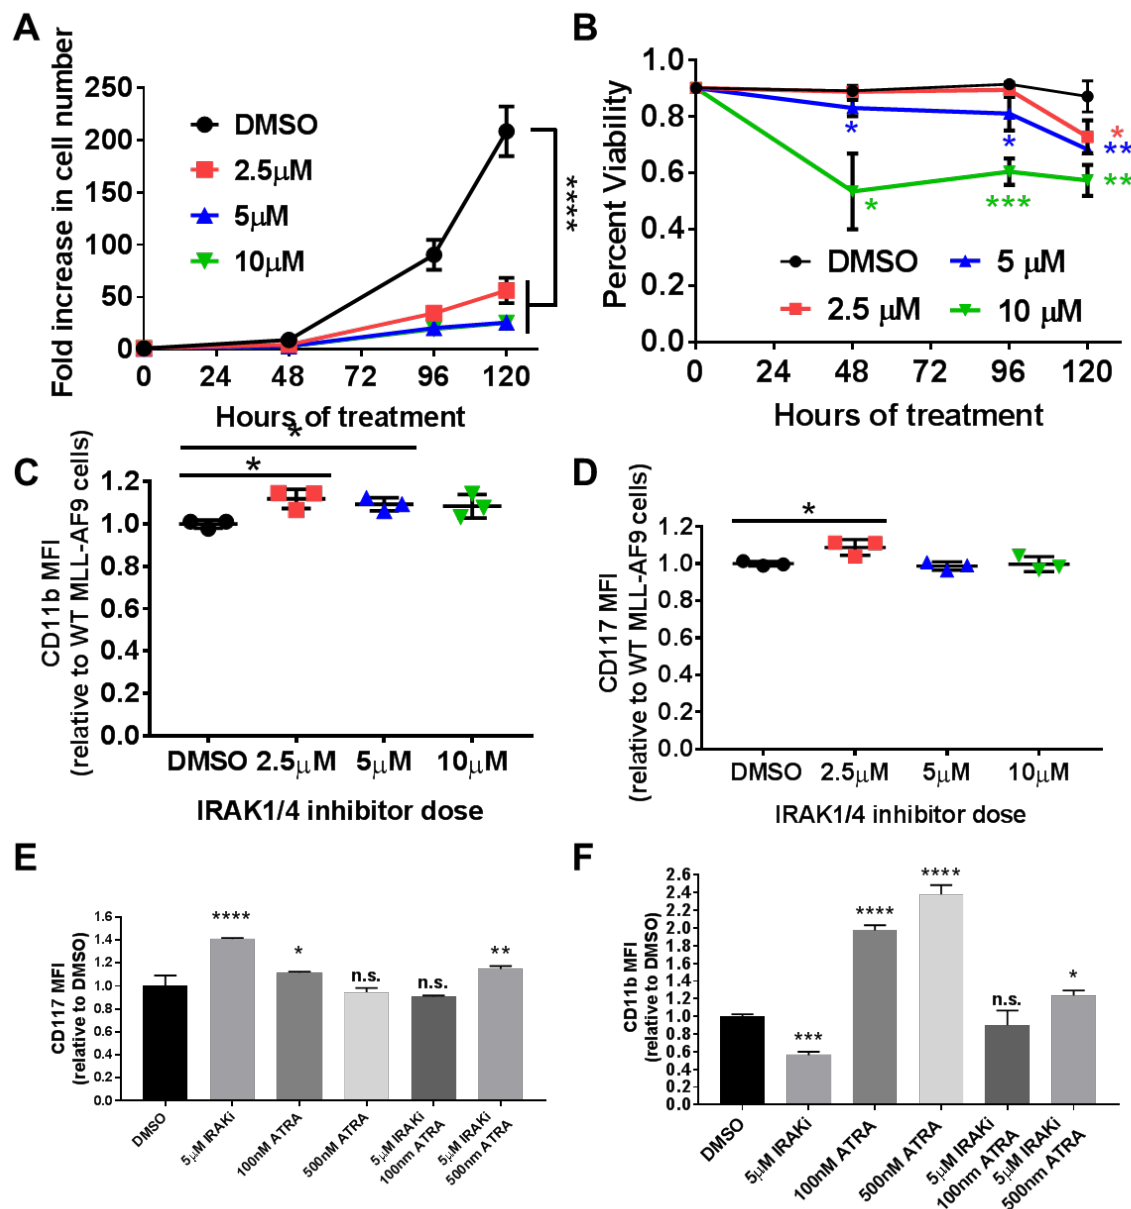 A
Fold increase in cell number
250
200
150
100
50
0
DMSO
2.5μM
5μM
10μM
****
0 24 48 72 96 120
Hours of treatment
B
Percent Viability
1.0
0.8
0.6
0.4
0.2
0.0
*
*
*
**
*
***
**
DMSO
5 μM
2.5 μM
10 μM
0 24 48 72 96 120
Hours of treatment
C
CD11b MFI
(relative to WT MLL-AF9 cells)
1.2
1.0
0.8
0.6
0.4
0.2
0.0
*
*
DMSO 2.5μM 5μM 10μM
IRAK1/4 inhibitor dose
D
CD117 MFI
(relative to WT MLL-AF9 cells)
1.2
1.0
0.8
0.6
0.4
0.2
0.0
*
DMSO 2.5μM 5μM 10μM
IRAK1/4 inhibitor dose
E
CD117 MFI
(relative to DMSO)
1.6
1.4
1.2
1.0
0.8
0.6
0.4
0.2
0.0
****
*
n.s.
n.s.
**
DMSO
5μM IRAKi
100nM ATRA
500nM ATRA
5μM IRAKi
100nm ATRA
5μM IRAKi
500nm ATRA
F
CD11b MFI
(relative to DMSO)
2.6
2.4
2.2
2.0
1.8
1.6
1.4
1.2
1.0
0.8
0.6
0.4
0.2
0.0
***
****
****
n.s.
*
DMSO
5μM IRAKi
100nM ATRA
500nM ATRA
5μM IRAKi
100nm ATRA
5μM IRAKi
500nm ATRA